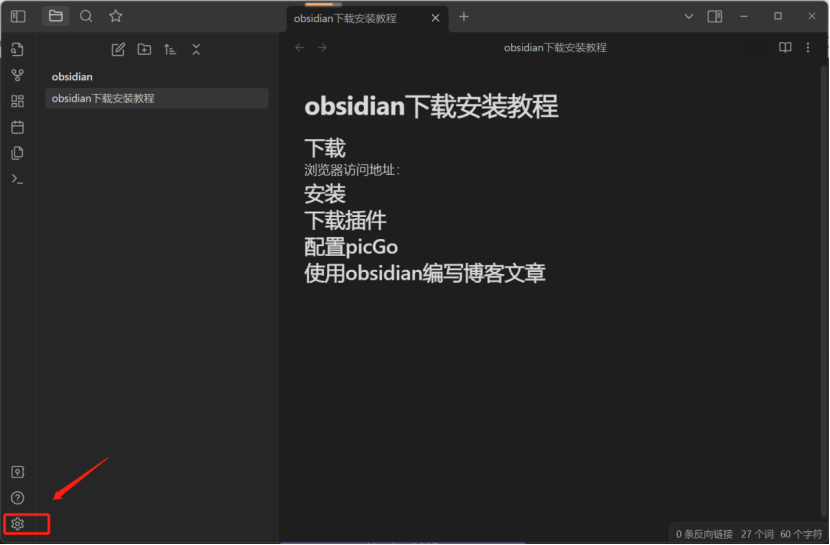 obsidian下载安装教程
obsidian下载安装教程
obsidian
obsidian下载安装教程
obsidian下载安装教程
下载
浏览器访问地址:
安装
下载插件
配置picGo
使用obsidian编写博客文章
0 条反向链接 27 个词 60 个字符